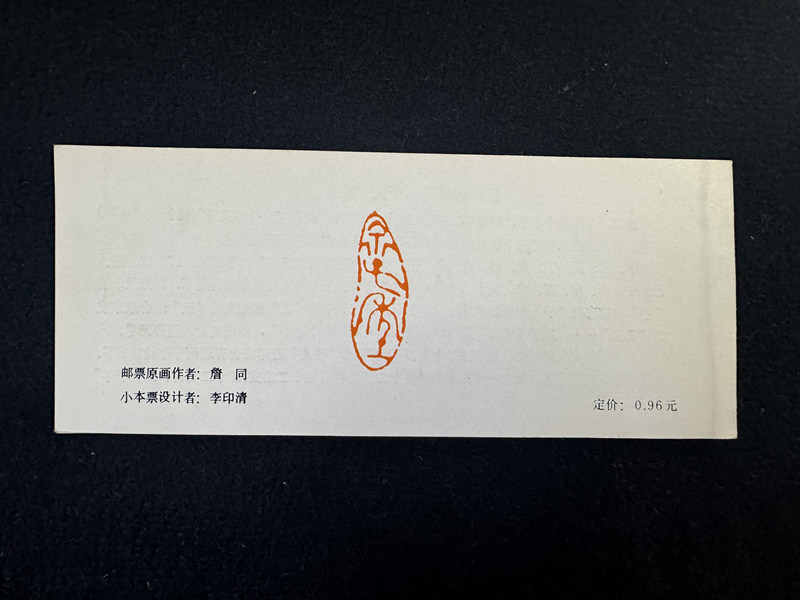 邮票原画作者：詹　同
小本票设计者：李印清
定价：0.96元